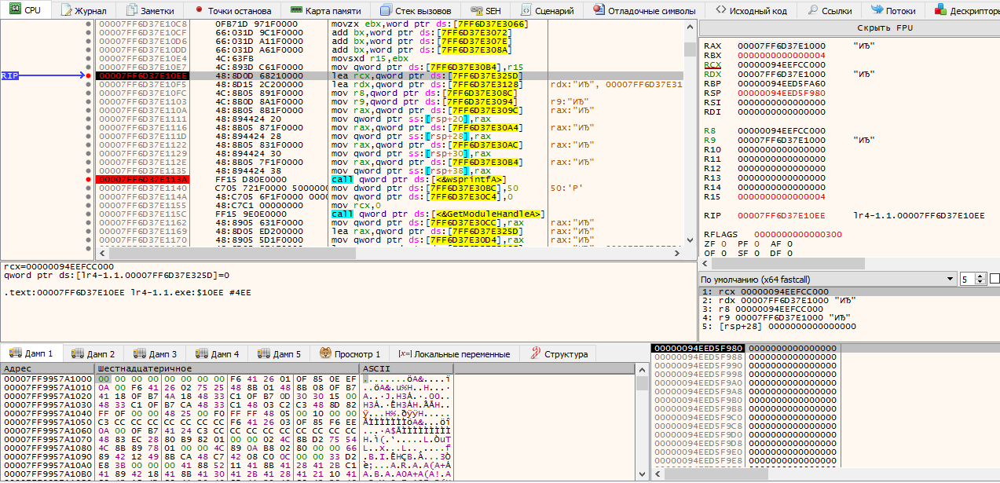 CPU Журнал Заметки Точки останова Карта памяти Стек вызовов SEH Сценарий Отладочные символы Исходный код Ссылки Потоки Дескрипторы
RIP
00007FF6D37E10C8 0FB71D 971F0000 movzx ebx,word ptr ds:[7FF6D37E3066]
00007FF6D37E10CF 66:031D 9C1F0000 add bx,word ptr ds:[7FF6D37E3072]
00007FF6D37E10D6 66:031D A11F0000 add bx,word ptr ds:[7FF6D37E307E]
00007FF6D37E10DD 66:031D A61F0000 add bx,word ptr ds:[7FF6D37E308A]
00007FF6D37E10E4 4C:63FB movsxd r15,ebx
00007FF6D37E10E7 4C:893D C61F0000 mov qword ptr ds:[7FF6D37E30B4],r15
00007FF6D37E10EE 48:8D0D 68210000 lea rcx,qword ptr ds:[7FF6D37E325D]
00007FF6D37E10F5 48:8D15 2C200000 lea rdx,qword ptr ds:[7FF6D37E3128] rdx:"ИЂ", 00007FF6D37E31
00007FF6D37E10FC 4C:8B05 891F0000 mov r8,qword ptr ds:[7FF6D37E308C]
00007FF6D37E1103 4C:8B0D 8A1F0000 mov r9,qword ptr ds:[7FF6D37E3094] r9:"ИЂ"
00007FF6D37E110A 48:8B05 8B1F0000 mov rax,qword ptr ds:[7FF6D37E309C] rax:"ИЂ"
00007FF6D37E1111 48:894424 20 mov qword ptr ss:[rsp+20],rax
00007FF6D37E1116 48:8B05 871F0000 mov rax,qword ptr ds:[7FF6D37E30A4] rax:"ИЂ"
00007FF6D37E111D 48:894424 28 mov qword ptr ss:[rsp+28],rax
00007FF6D37E1122 48:8B05 831F0000 mov rax,qword ptr ds:[7FF6D37E30AC] rax:"ИЂ"
00007FF6D37E1129 48:894424 30 mov qword ptr ss:[rsp+30],rax
00007FF6D37E112E 48:8B05 7F1F0000 mov rax,qword ptr ds:[7FF6D37E30B4] rax:"ИЂ"
00007FF6D37E1135 48:894424 38 mov qword ptr ss:[rsp+38],rax
00007FF6D37E113A FF15 D80E0000 call qword ptr ds:[<&wsprintfA>]
00007FF6D37E1140 C705 721F0000 5000000 mov dword ptr ds:[7FF6D37E30BC],50 50:'P'
00007FF6D37E114A 48:C705 6F1F0000 0000 mov qword ptr ds:[7FF6D37E30C4],0
00007FF6D37E1155 48:C7C1 00000000 mov rcx,0
00007FF6D37E115C FF15 9E0E0000 call qword ptr ds:[<&GetModuleHandleA>]
00007FF6D37E1162 48:8905 631F0000 mov qword ptr ds:[7FF6D37E30CC],rax rax:"ИЂ"
00007FF6D37E1169 48:8D05 ED200000 lea rax,qword ptr ds:[7FF6D37E325D] rax:"ИЂ"
00007FF6D37E1170 48:8905 5D1F0000 mov qword ptr ds:[7FF6D37E30D4],rax rax:"ИЂ"
Скрыть FPU
RAX 00007FF6D37E1000 "ИЂ"
RBX 0000000000000004
RCX 00000094EEFCC000
RDX 00007FF6D37E1000 "ИЂ"
RBP 00000094EED5FA60
RSP 00000094EED5F980
RSI 0000000000000000
RDI 0000000000000000
R8 00000094EEFCC000
R9 00007FF6D37E1000 "ИЂ"
R10 0000000000000000
R11 0000000000000000
R12 0000000000000000
R13 0000000000000000
R14 0000000000000000
R15 0000000000000004
RIP 00007FF6D37E10EE lr4-1.1.00007FF6D37E10EE
RFLAGS 0000000000000300
ZF 0 PF 0 AF 0
OF 0 SF 0 DF 0
rcx=00000094EEFCC000
qword ptr ds:[lr4-1.1.00007FF6D37E325D]=0
.text:00007FF6D37E10EE lr4-1.1.exe:$10EE #4EE
По умолчанию (x64 fastcall) 5
1: rcx 00000094EEFCC000
2: rdx 00007FF6D37E1000 "ИЂ"
3: r8 00000094EEFCC000
4: r9 00007FF6D37E1000 "ИЂ"
5: [rsp+28] 0000000000000000
Дамп 1 Дамп 2 Дамп 3 Дамп 4 Дамп 5 Просмотр 1 [x=] Локальные переменные Структура
Адрес Шестнадцатеричное ASCII
00007FF9957A1000 00 00 00 00 00 00 00 00 F6 41 26 01 0F 85 0E EF
00007FF9957A1010 0A 00 F6 41 26 02 75 25 48 8B 01 48 8B 08 0F B7
00007FF9957A1020 41 18 0F B7 4A 18 48 33 C1 0F B7 0D 30 30 15 00
00007FF9957A1030 48 33 C1 0F B7 CA 48 33 C1 48 03 C2 C3 48 8D 82
00007FF9957A1040 FF 0F 00 00 48 25 00 F0 FF FF 48 05 00 10 00 00
00007FF9957A1050 C3 CC CC CC CC CC CC CC F6 41 26 03 0F 85 F6 EE
00007FF9957A1060 0A 00 0F B7 41 24 C3 CC CC CC CC CC CC CC CC CC
00007FF9957A1070 48 83 EC 28 80 B9 82 01 00 00 02 4C 8B D2 75 54
00007FF9957A1080 4C 8B 89 78 01 00 00 4C 89 0A B8 02 80 00 00 66
00007FF9957A1090 89 42 12 49 8B CA 48 C7 42 08 C0 0C 00 00 33 D2
00007FF9957A10A0 E8 3B 00 00 00 41 88 52 11 41 8B 41 28 41 2B C1
00007FF9957A10B0 41 89 42 18 41 8B 41 30 41 2B 41 28 41 21 10 41
00000094EED5F980 0000000000000000
00000094EED5F988 0000000000000000
00000094EED5F990 0000000000000000
00000094EED5F998 0000000000000000
00000094EED5F9A0 0000000000000000
00000094EED5F9A8 0000000000000000
00000094EED5F9B0 0000000000000000
00000094EED5F9B8 0000000000000000
00000094EED5F9C0 0000000000000000
00000094EED5F9C8 0000000000000000
00000094EED5F9D0 0000000000000000
00000094EED5F9D8 0000000000000000
00000094EED5F9E0 0000000000000000
00000094EED5F9E8 0000000000000000